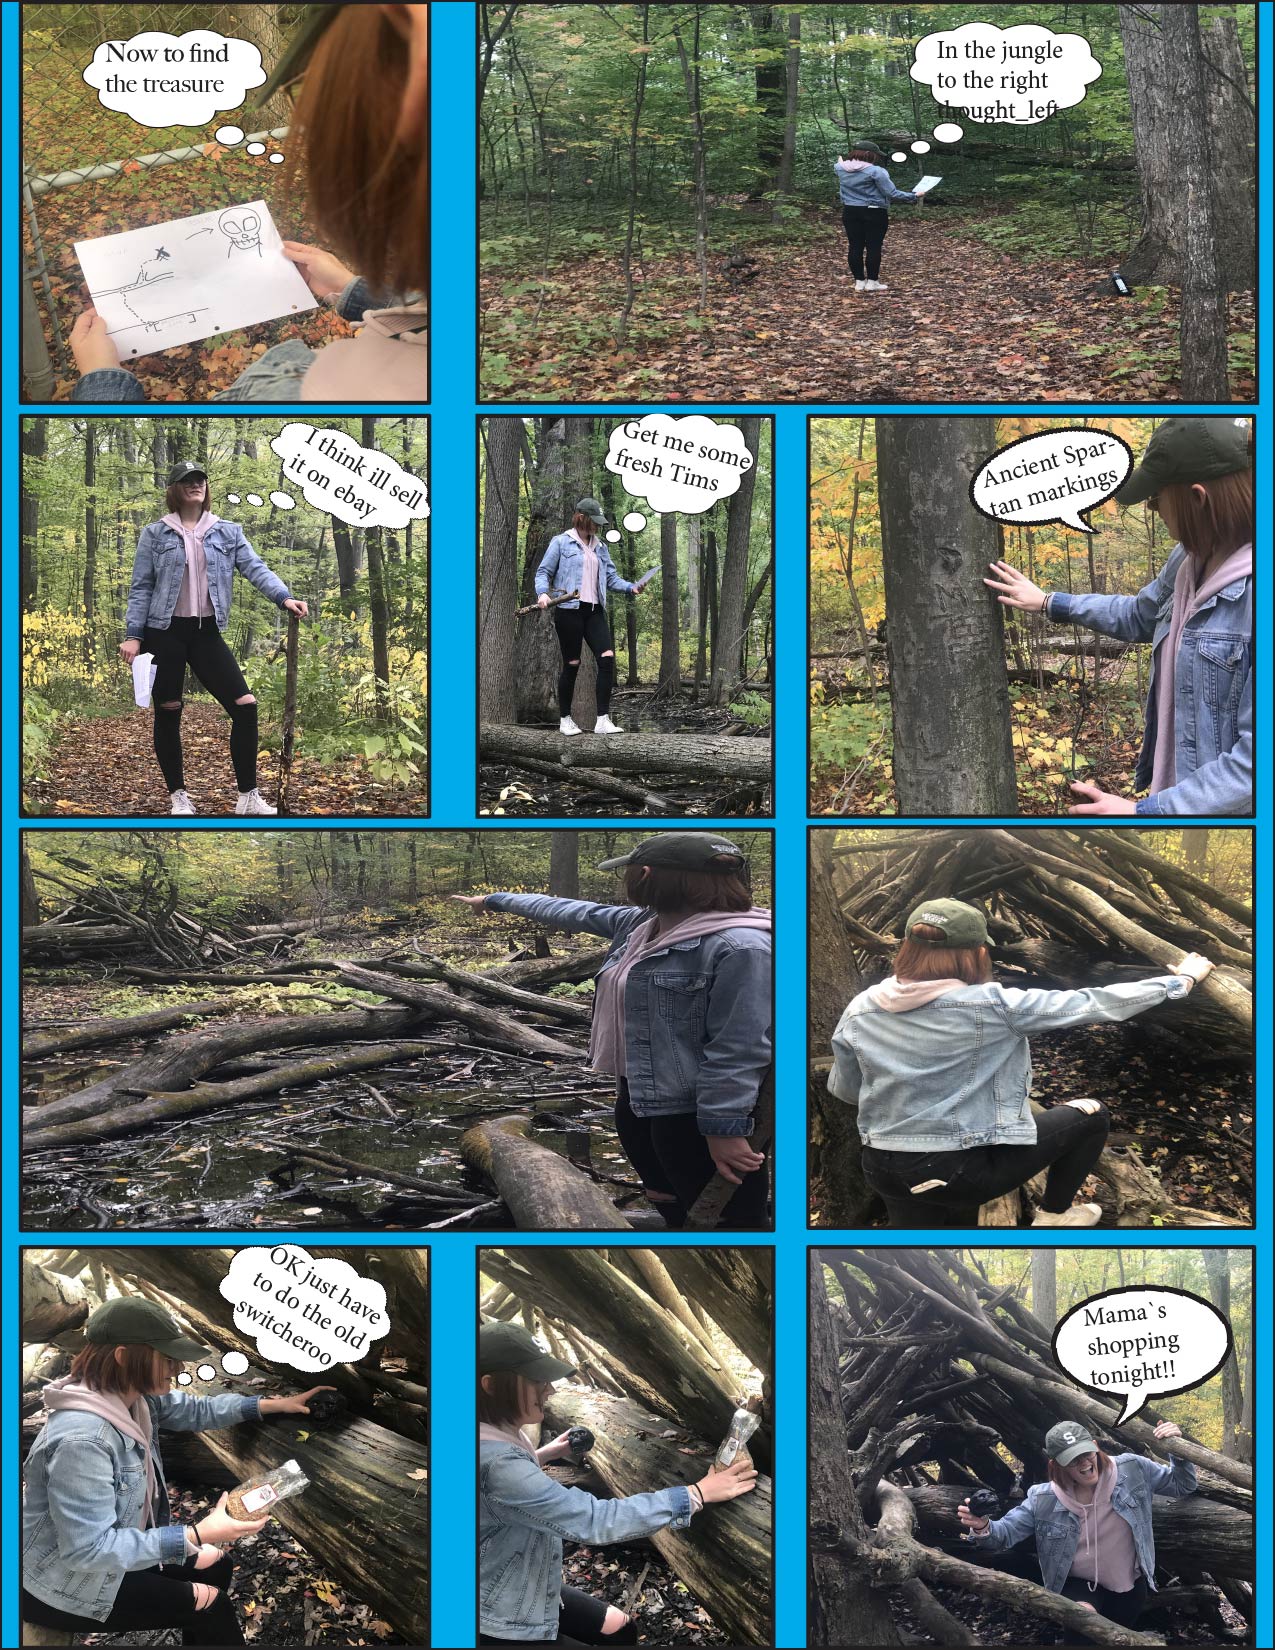 Now to find
the treasure
In the jungle
to the right
thought_left
I think ill sell
it on ebay
Get me some
fresh Tims
Ancient Spar-
tan markings
OK just have
to do the old
switcheroo
S
Mama`s
shopping
tonight!!